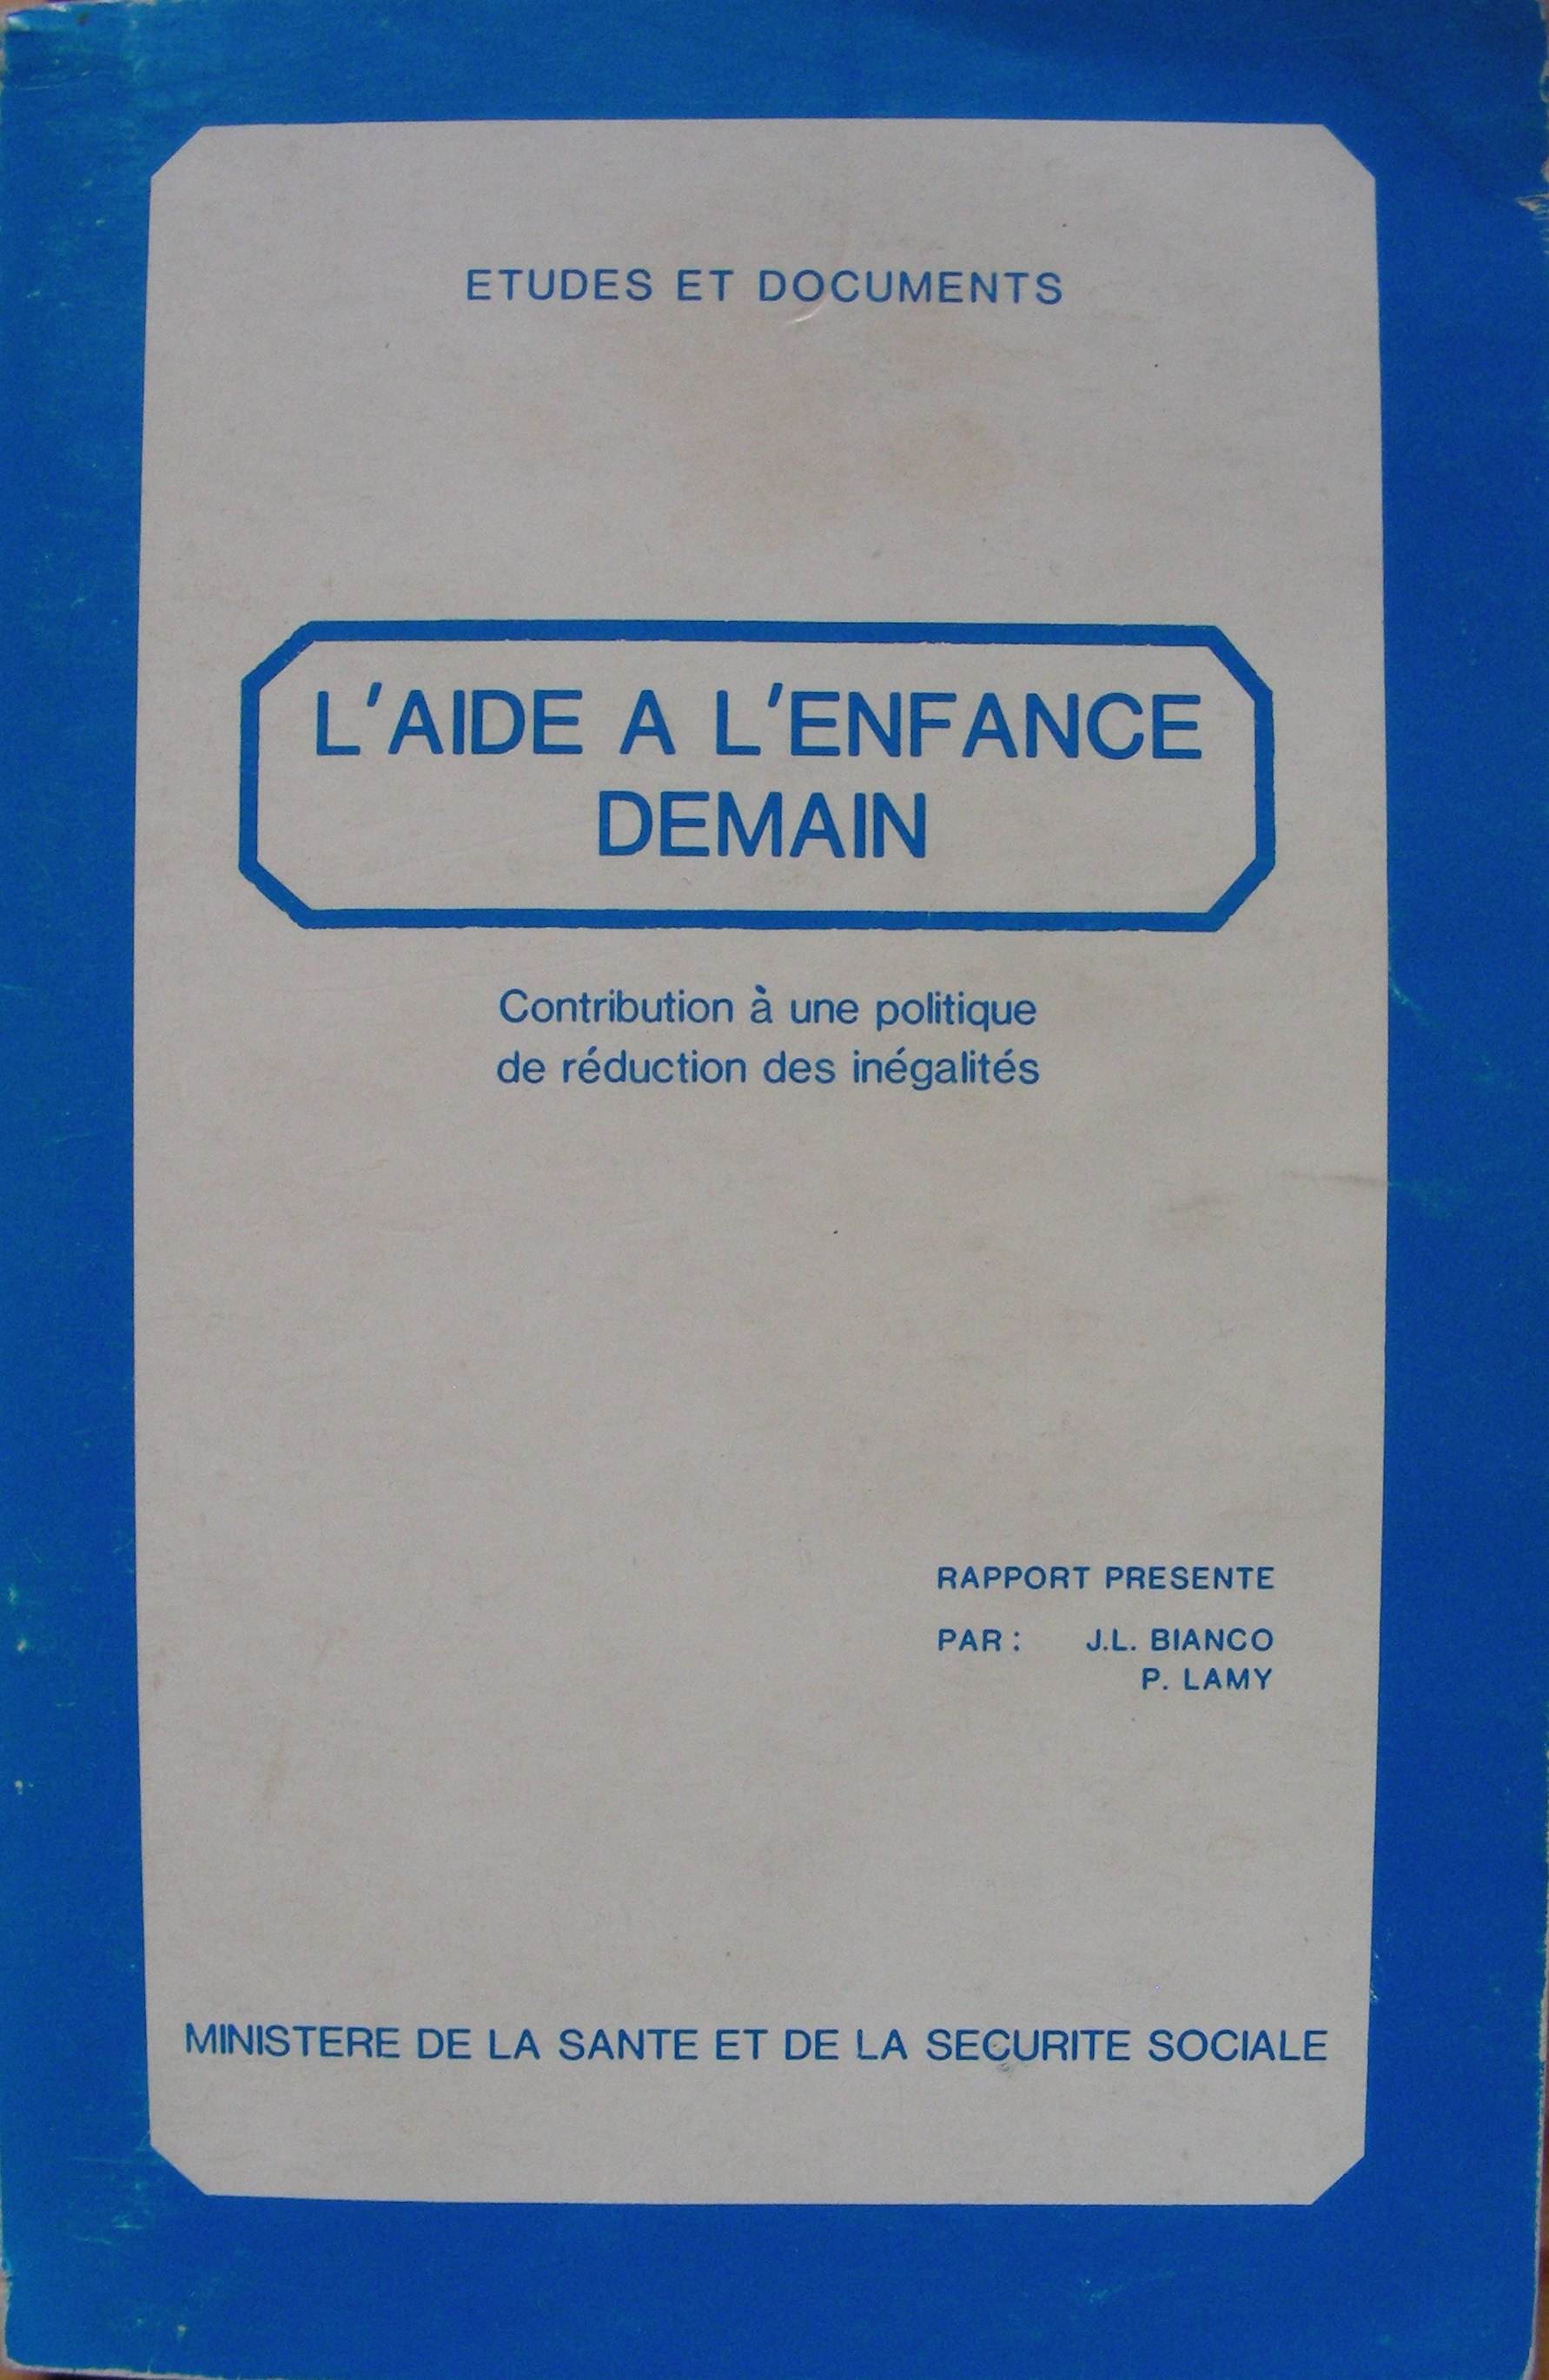 ETUDES ET DOCUMENTS
L'AIDE A L'ENFANCE
DEMAIN
Contribution à une politique
de réduction des inégalités
RAPPORT PRESENTE
PAR : J.L. BIANCO
P. LAMY
MINISTERE DE LA SANTE ET DE LA SECURITE SOCIALE